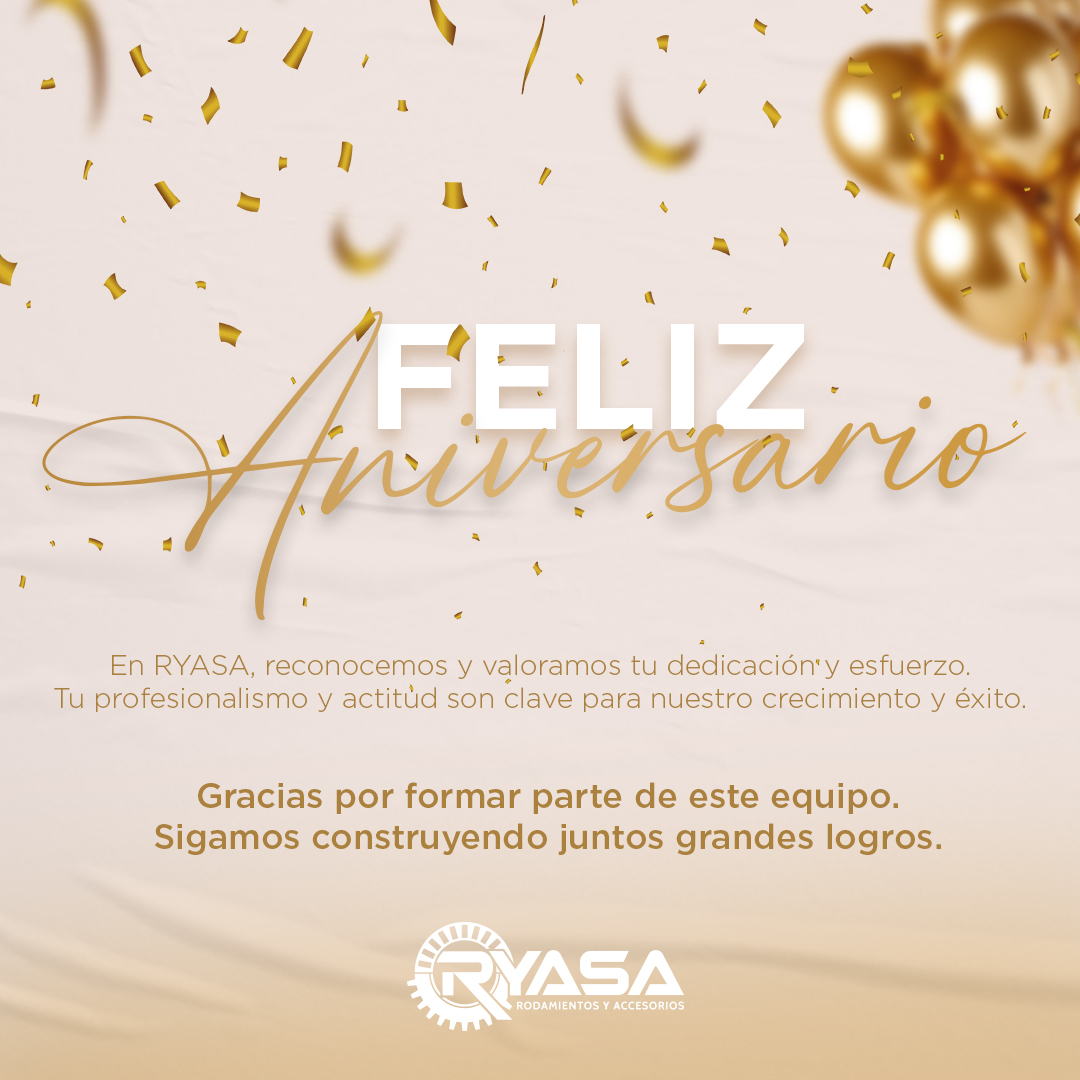 FELIZ
Aniversario
En RYASA, reconocemos y valoramos tu dedicación y esfuerzo.
Tu profesionalismo y actitud son clave para nuestro crecimiento y éxito.
Gracias por formar parte de este equipo.
Sigamos construyendo juntos grandes logros.
RYASA
RODAMIENTOS Y ACCESORIOS